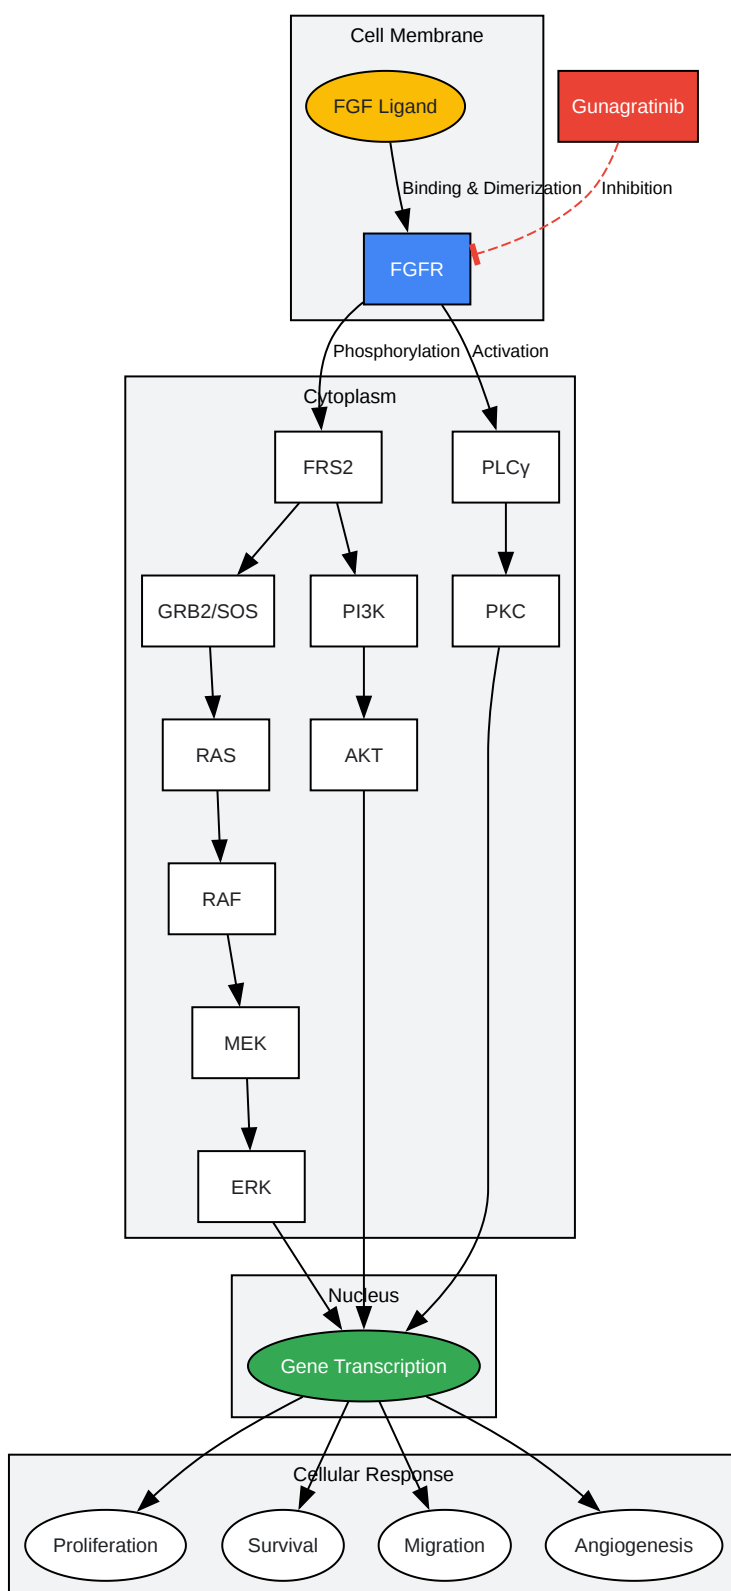 Cell Membrane
FGF Ligand
Gunagratinib
Binding & Dimerization
Inhibition
FGFR
Phosphorylation
Activation
Cytoplasm
FRS2
PLCγ
GRB2/SOS
PI3K
PKC
RAS
AKT
RAF
MEK
ERK
Nucleus
Gene Transcription
Cellular Response
Proliferation
Survival
Migration
Angiogenesis